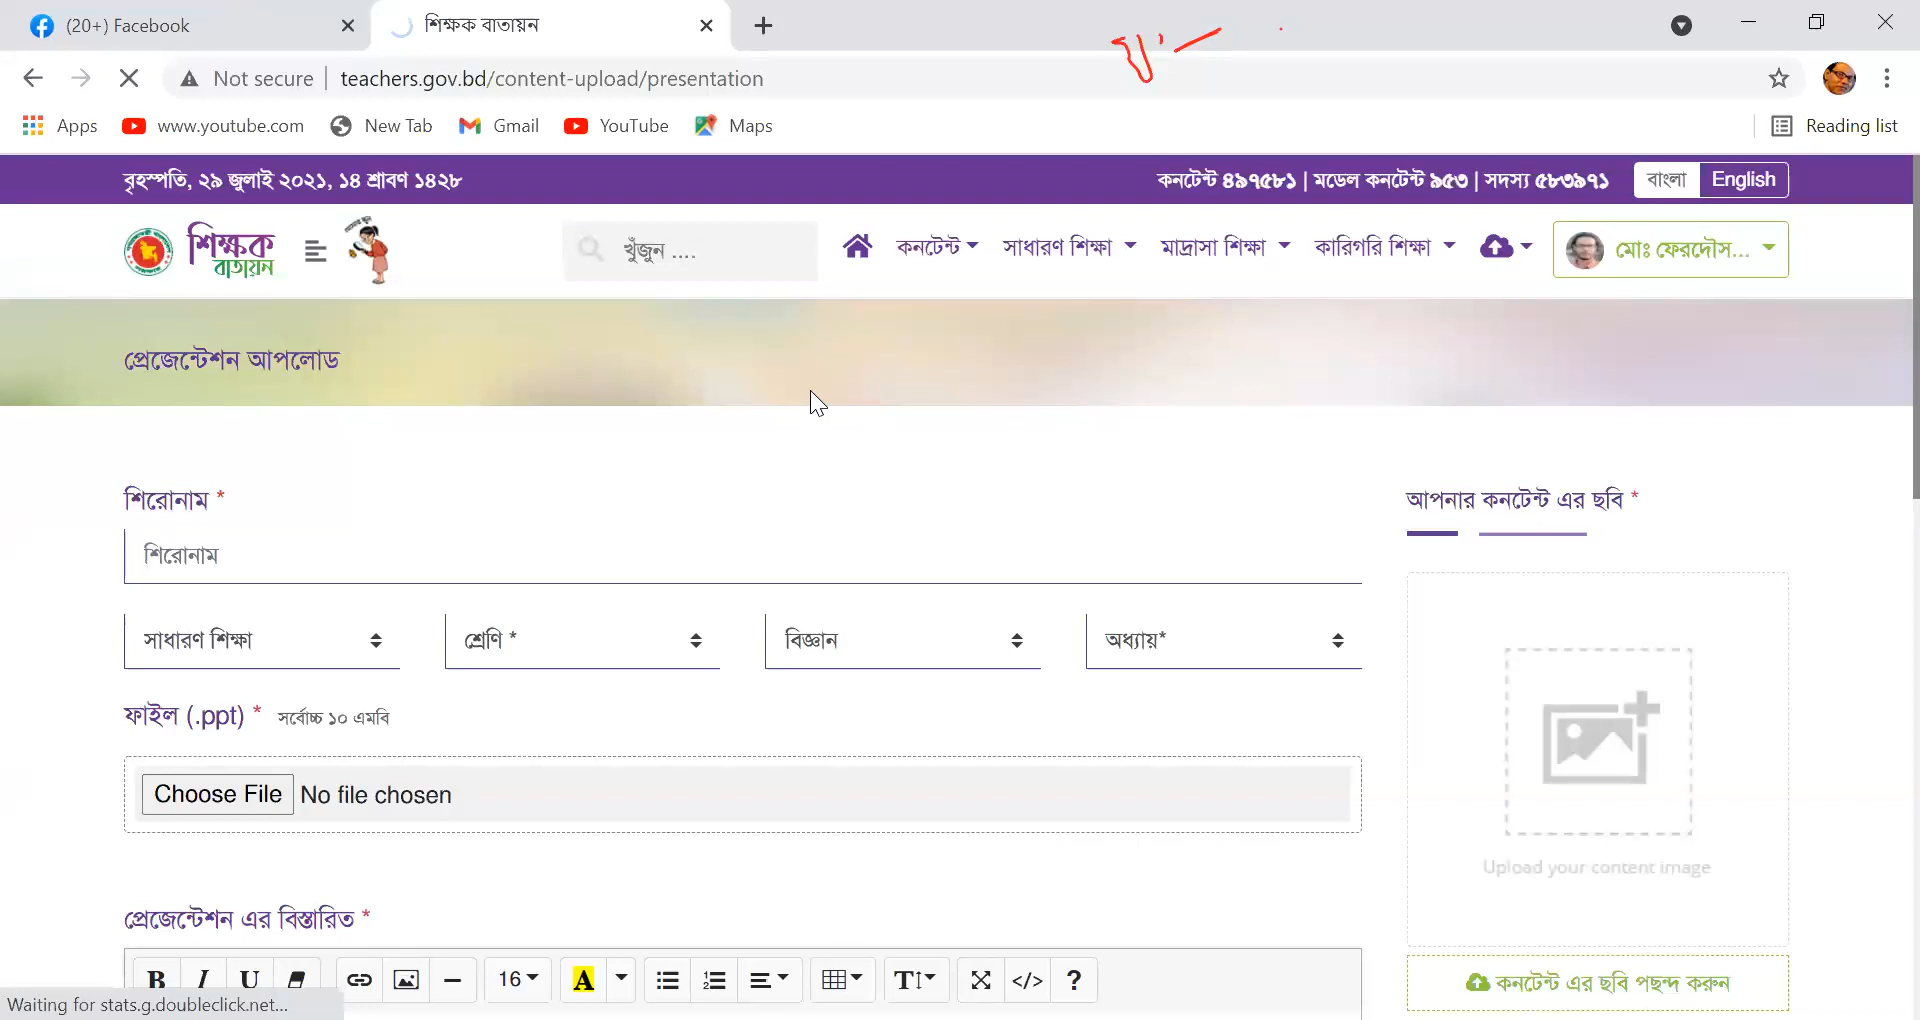 (20+) Facebook
শিক্ষক বাতায়ন
Not secure
teachers.gov.bd/content-upload/presentation
Apps
www.youtube.com
New Tab
Gmail
YouTube
Maps
Reading list
বৃহস্পতি, ২৯ জুলাই ২০২১, ১৪ শ্রাবণ ১৪২৮
কনটেন্ট ৪৯৭৫৮১ | মডেল কনটেন্ট ৯৫৩ | সদস্য ৫৮৩৯৭১
বাংলা
English
শিক্ষক
বাতায়ন
খুঁজুন ....
কনটেন্ট
সাধারণ শিক্ষা
মাদ্রাসা শিক্ষা
কারিগরি শিক্ষা
মোঃ ফেরদৌস...
প্রেজেন্টেশন আপলোড
শিরোনাম *
আপনার কনটেন্ট এর ছবি *
শিরোনাম
সাধারণ শিক্ষা
শ্রেণি *
বিজ্ঞান
অধ্যায়*
ফাইল (.ppt) * সর্বোচ্চ ১০ এমবি
Choose File No file chosen
Upload your content image
প্রেজেন্টেশন এর বিস্তারিত *
B I U 16 A T </> ?
কনটেন্ট এর ছবি পছন্দ করুন
Waiting for stats.g.doubleclick.net...